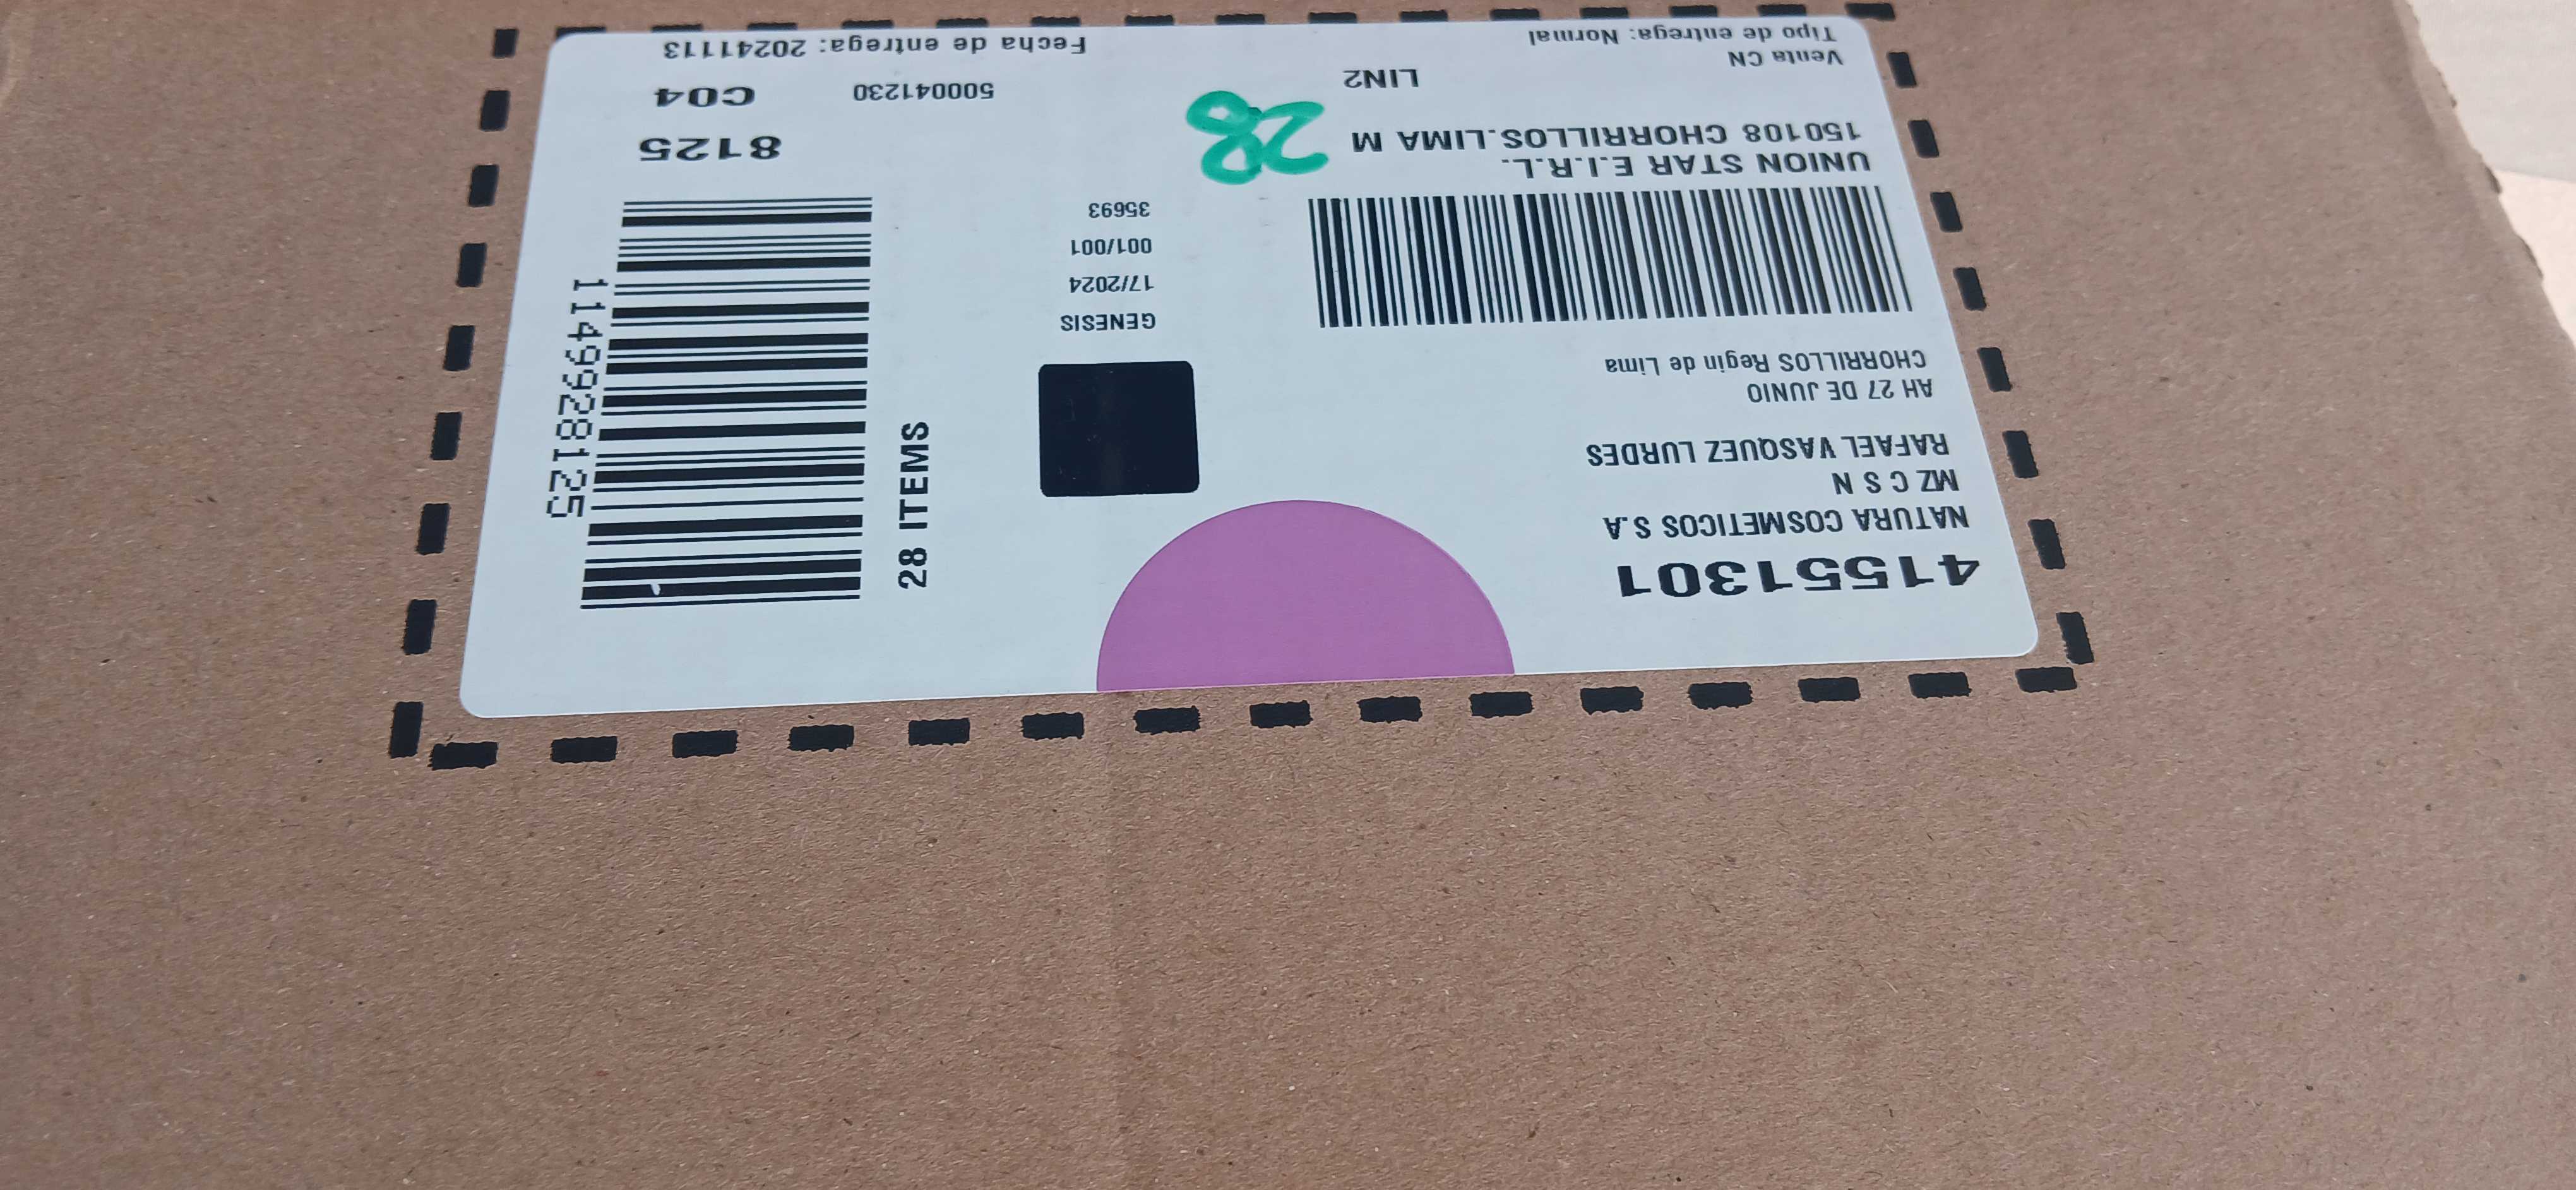 41551301
NATURA COSMETICOS S.A
MZ C S N
RAFAEL VASQUEZ LURDES
AH 27 DE JUNIO
CHORRILLOS Regin de Lima
UNION STAR E.I.R.L.
150108 CHORRILLOS.LIMA M
28
LIN2
Venta CN
Tipo de entrega: Normal
GENESIS
17/2024
001/001
35693
28 ITEMS
1149928125
8125
500041230
C04
Fecha de entrega: 20241113